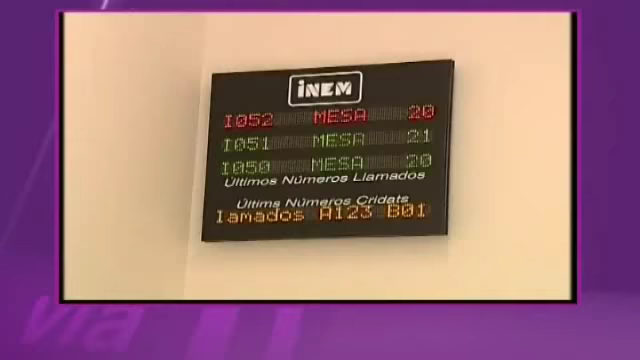 INEM
I052 MESA 20
I051 MESA 21
I050 MESA 20
Últimos Números Llamados
Últims Números Cridats
lamados A123 B01
via